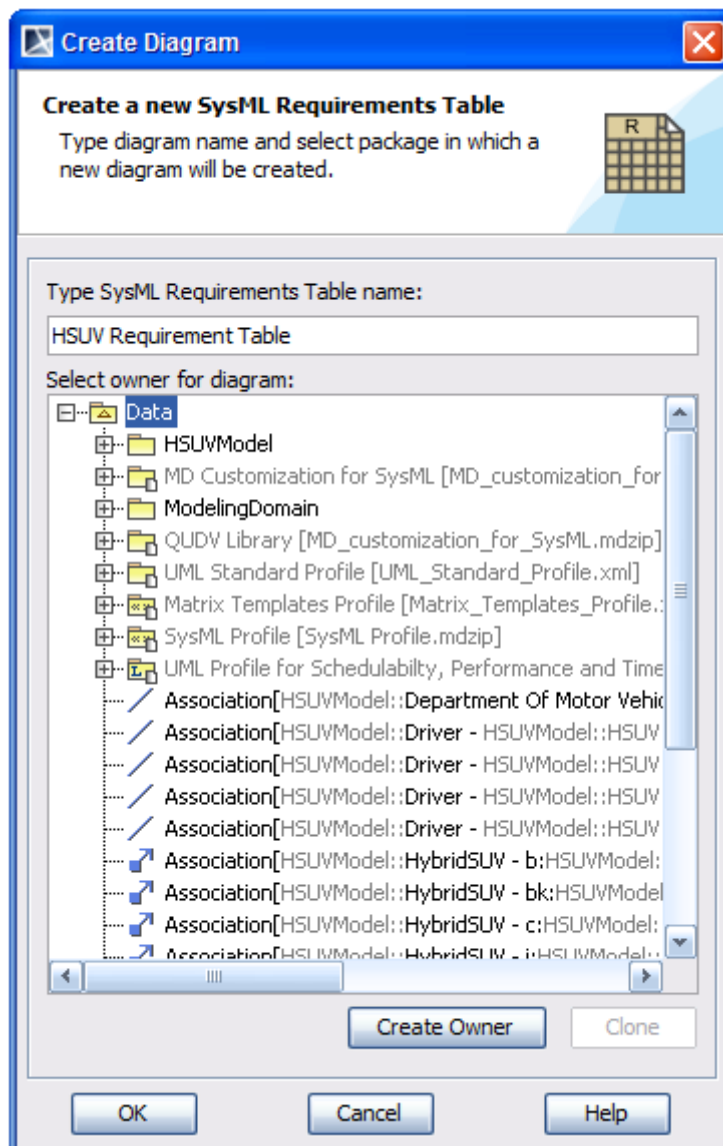 Create Diagram
Create a new SysML Requirements Table
Type diagram name and select package in which a
new diagram will be created.
R
Type SysML Requirements Table name:
HSUV Requirement Table
Select owner for diagram:
Data
HSUVModel
MD Customization for SysML [MD_customization_for
ModelingDomain
QUDV Library [MD_customization_for_SysML.mdzip]
UML Standard Profile [UML_Standard_Profile.xml]
Matrix Templates Profile [Matrix_Templates_Profile.
SysML Profile [SysML Profile.mdzip]
UML Profile for Schedulabilty, Performance and Time
Association[HSUVModel::Department Of Motor Vehic
Association[HSUVModel::Driver - HSUVModel::HSUV
Association[HSUVModel::Driver - HSUVModel::HSUV
Association[HSUVModel::Driver - HSUVModel::HSUV
Association[HSUVModel::Driver - HSUVModel::HSUV
Association[HSUVModel::HybridSUV - b:HSUVModel:
Association[HSUVModel::HybridSUV - bk:HSUVModel
Association[HSUVModel::HybridSUV - c:HSUVModel:
Association[HSUVModel::HybridSUV - i:HSUVModel::
Create Owner
Clone
OK
Cancel
Help